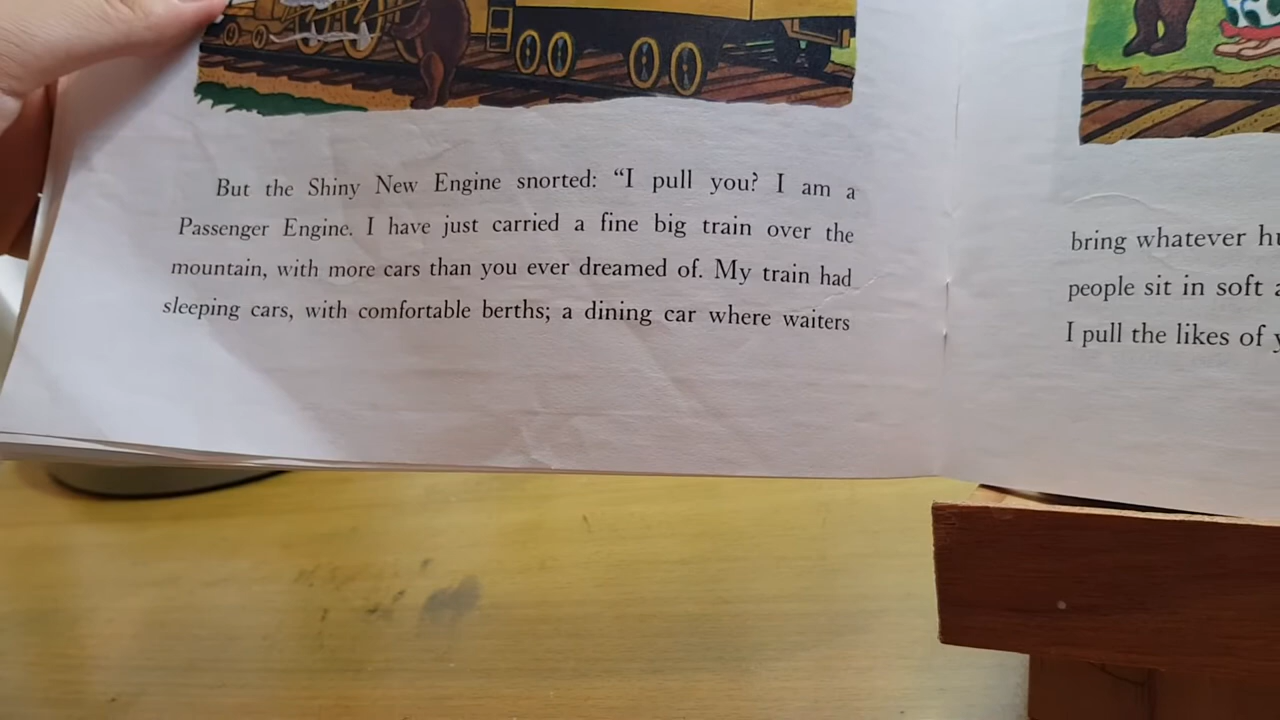 But the Shiny New Engine snorted: “I pull you? I am a
Passenger Engine. I have just carried a fine big train over the
mountain, with more cars than you ever dreamed of. My train had
sleeping cars, with comfortable berths; a dining car where waiters
bring whatever
people sit in soft
I pull the likes of